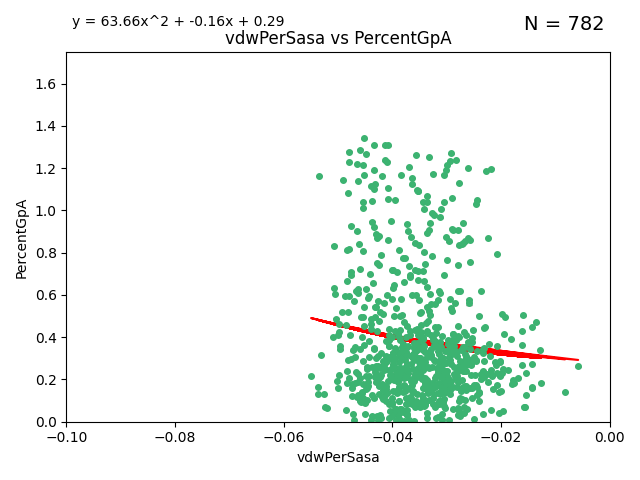 y = 63.66x^2 + -0.16x + 0.29
N = 782
vdwPerSasa vs PercentGpA
1.6
1.4
1.2
1.0
0.8
0.6
0.4
0.2
0.0
PercentGpA
−0.10 −0.08 −0.06 −0.04 −0.02 0.00
vdwPerSasa